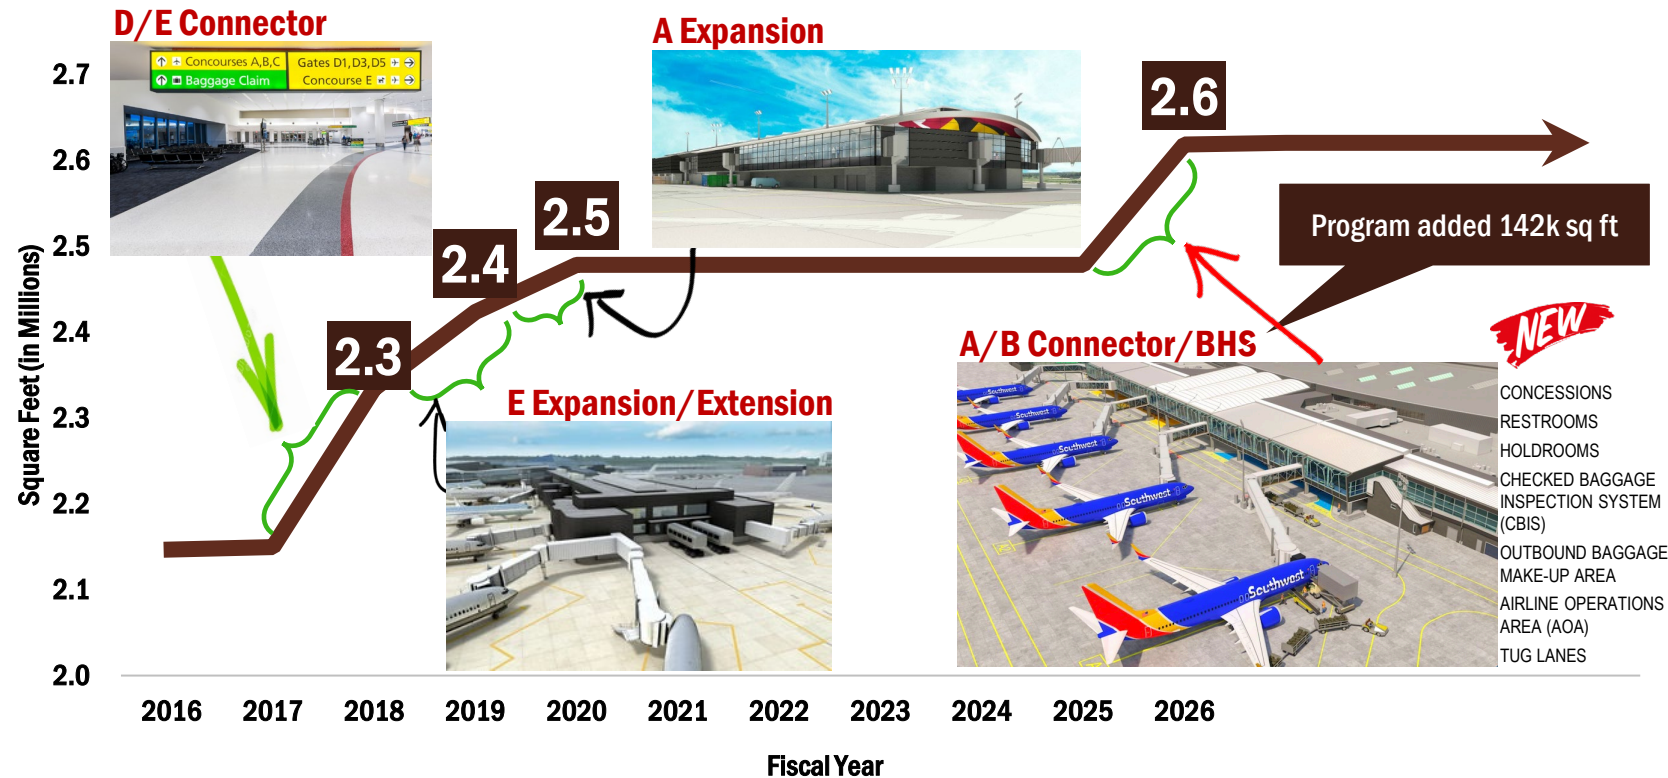 D/E Connector
Concourses A,B,C
Gates D1,D3,D5
Baggage Claim
Concourse E
A Expansion
2.7
2.6
2.5
2.4
2.3
2.2
2.1
2.0
Square Feet (in Millions)
2.3
2.4
2.5
2.6
Program added 142k sq ft
E Expansion/Extension
A/B Connector/BHS
Southwest
Southwest
Southwest
Southwest
Southwest
NEW
CONCESSIONS
RESTROOMS
HOLDROOMS
CHECKED BAGGAGE
INSPECTION SYSTEM
(CBIS)
OUTBOUND BAGGAGE
MAKE-UP AREA
AIRLINE OPERATIONS
AREA (AOA)
TUG LANES
2016
2017
2018
2019
2020
2021
2022
2023
2024
2025
2026
Fiscal Year